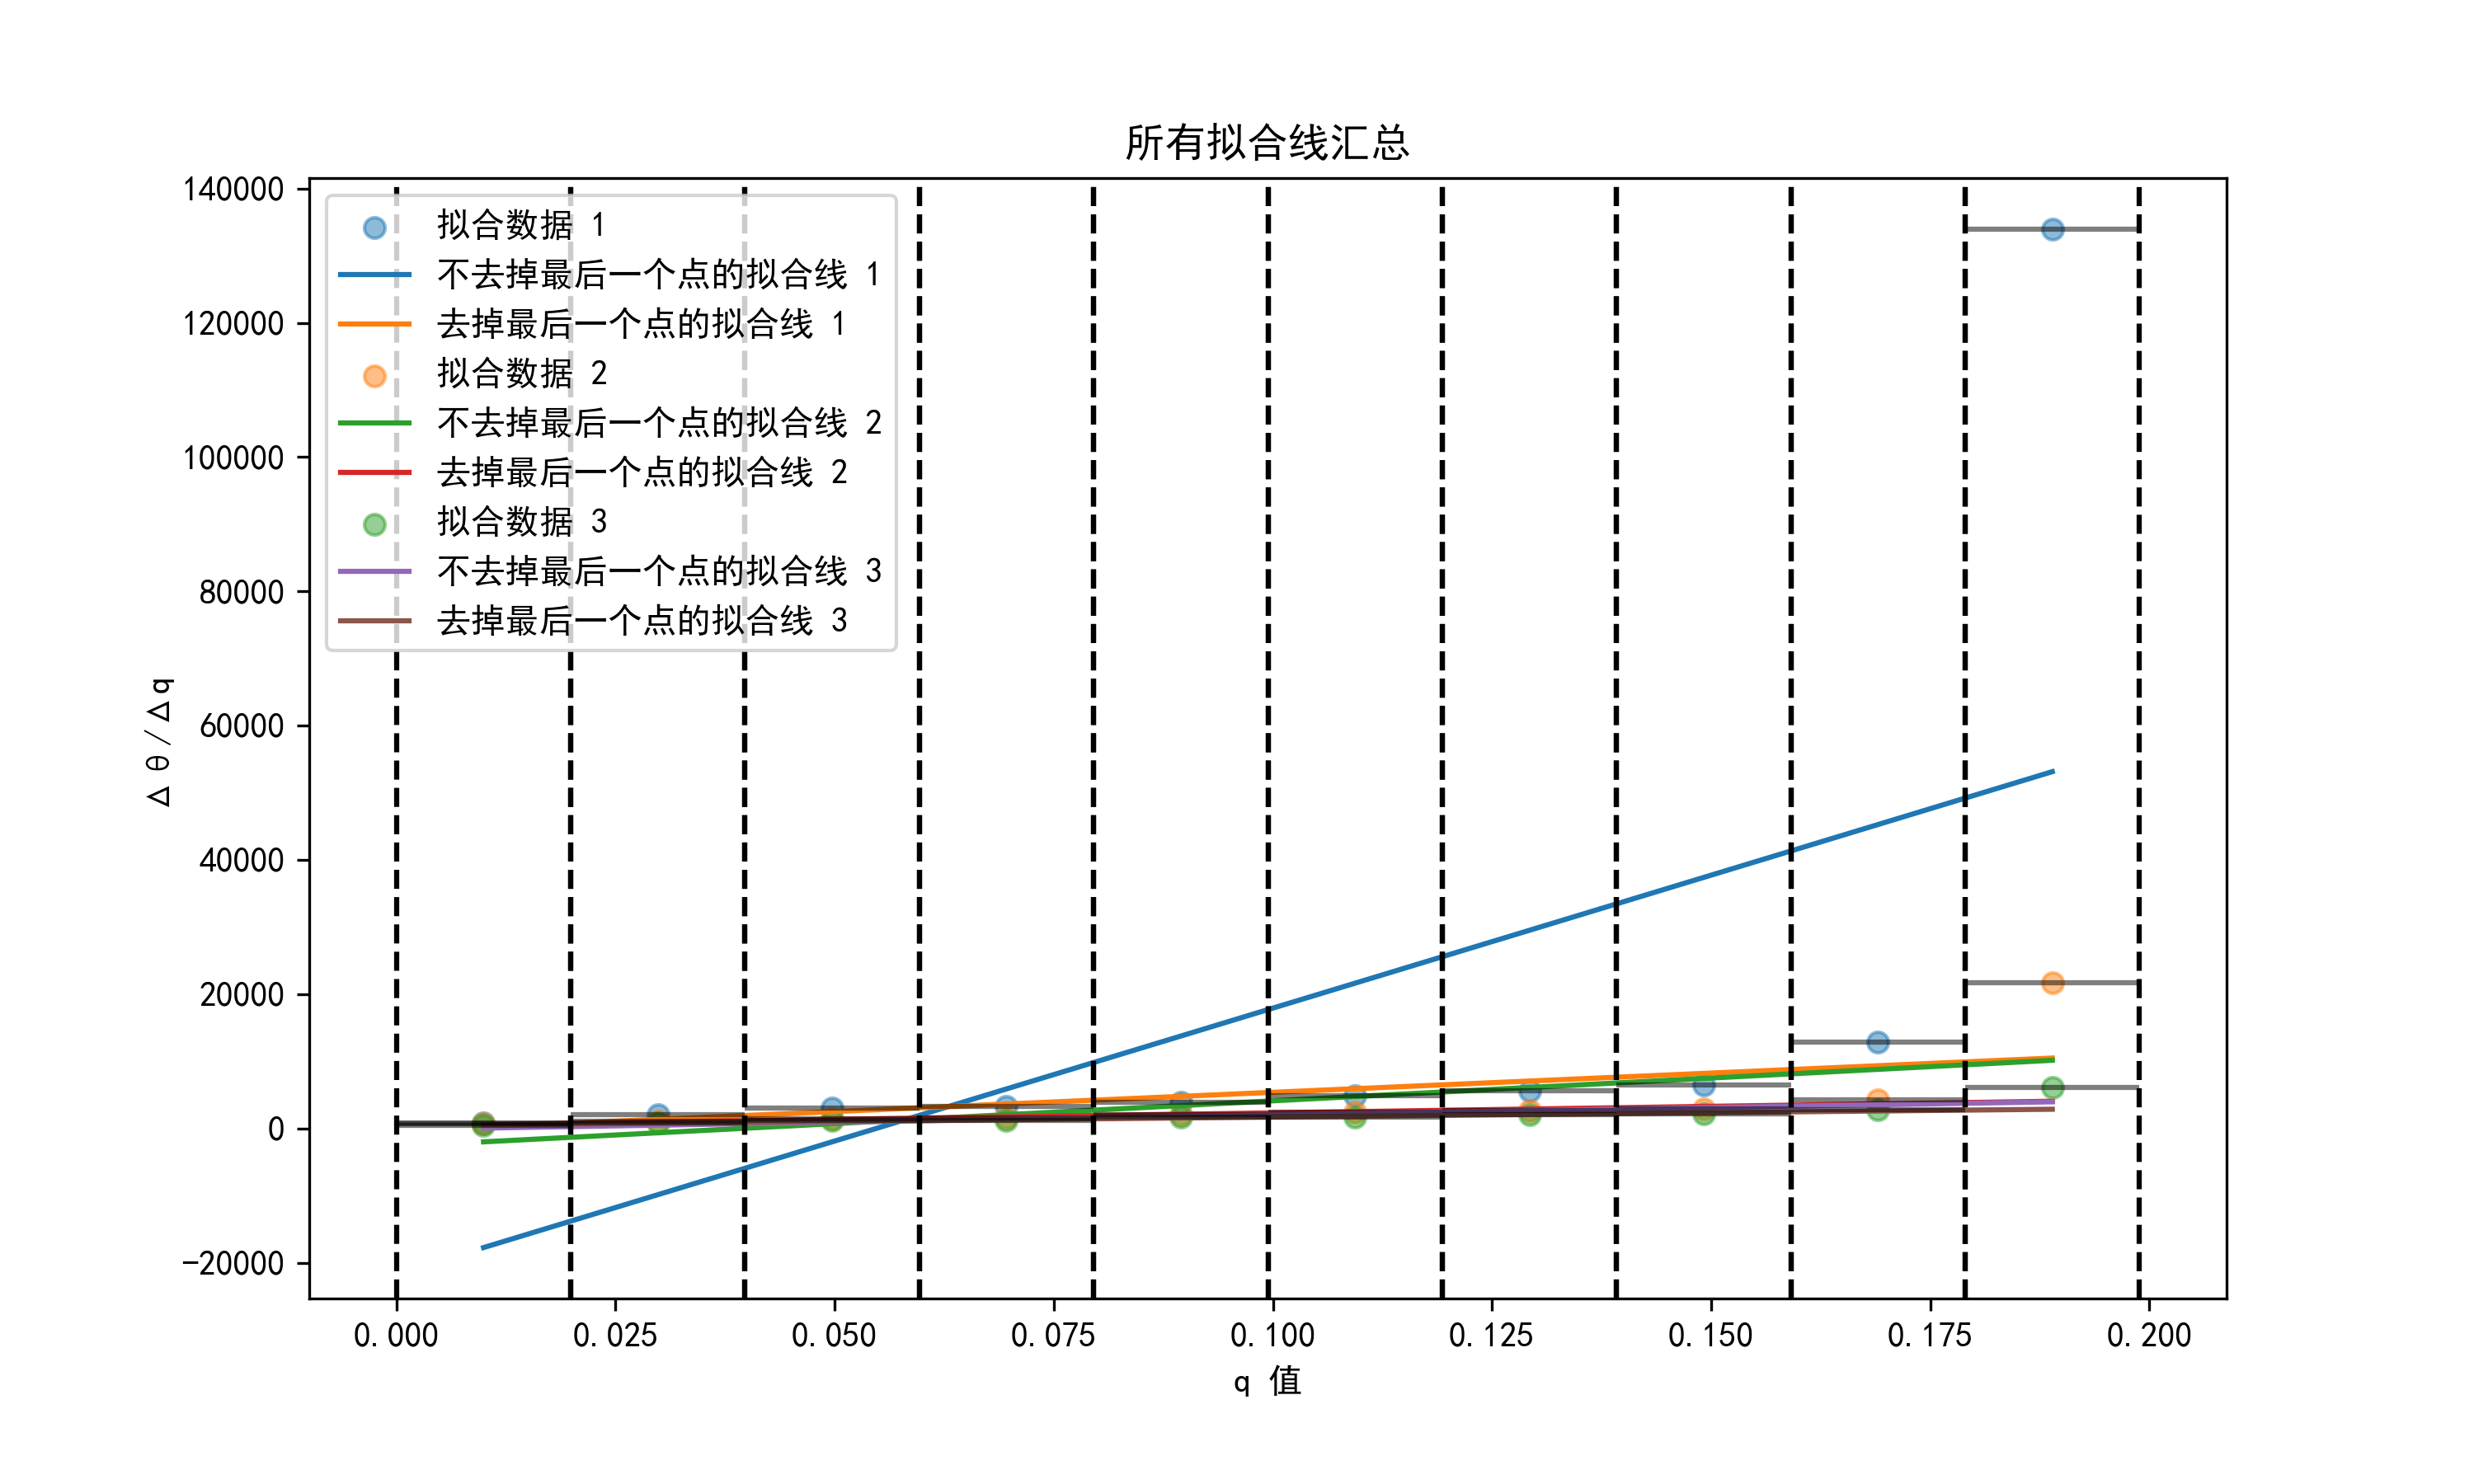 所有拟合线汇总
140000
120000
100000
80000
60000
40000
20000
0
-20000
Δθ/Δq
拟合数据 1
不去掉最后一个点的拟合线 1
去掉最后一个点的拟合线 1
拟合数据 2
不去掉最后一个点的拟合线 2
去掉最后一个点的拟合线 2
拟合数据 3
不去掉最后一个点的拟合线 3
去掉最后一个点的拟合线 3
0.000 0.025 0.050 0.075 0.100 0.125 0.150 0.175 0.200
q 值